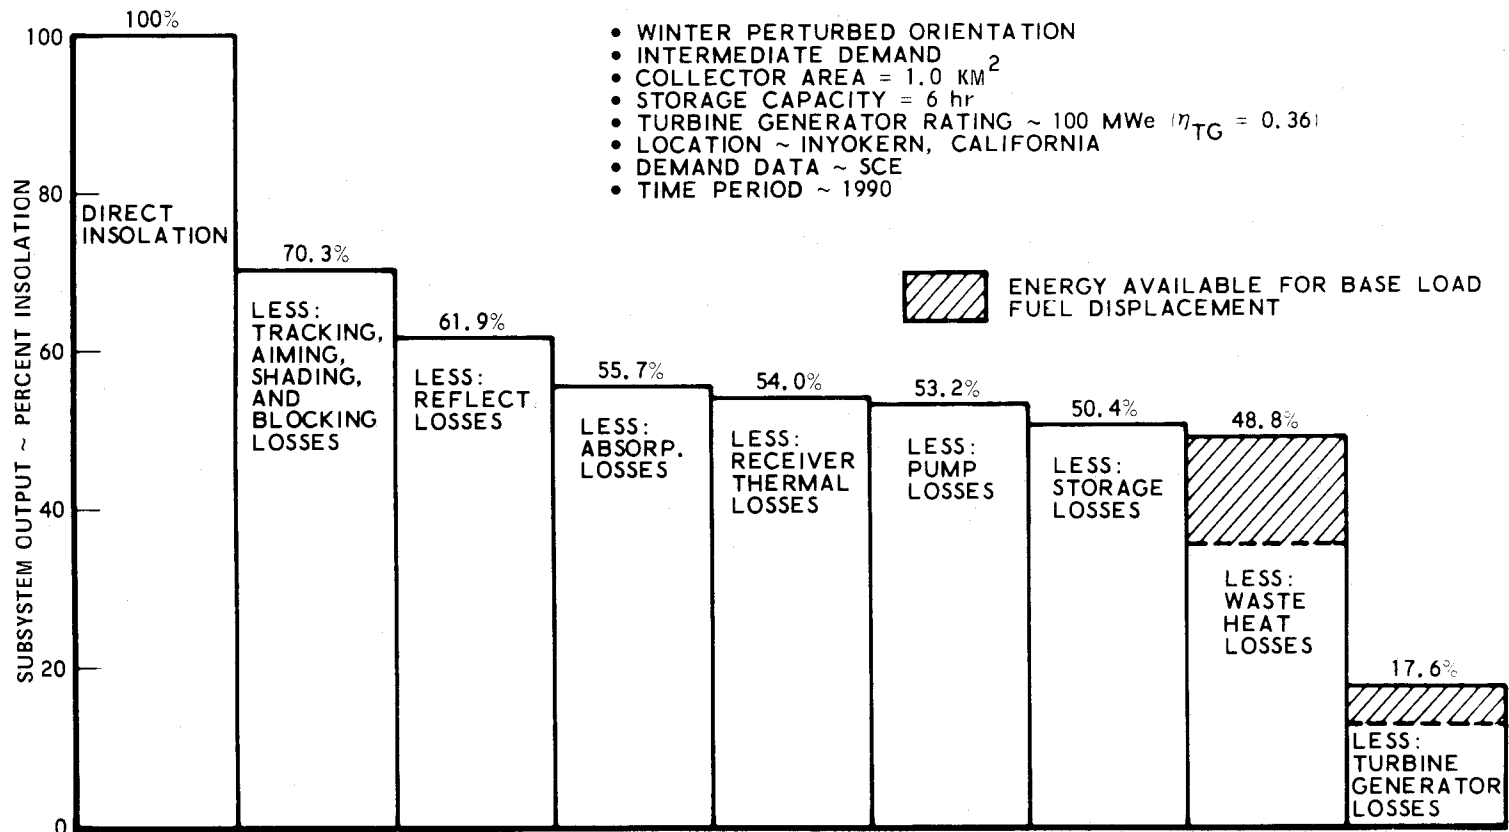 100%
• WINTER PERTURBED ORIENTATION
• INTERMEDIATE DEMAND
• COLLECTOR AREA = 1.0 KM²
• STORAGE CAPACITY = 6 hr
• TURBINE GENERATOR RATING ~ 100 MWe (ηTG = 0.36)
• LOCATION ~ INYOKERN, CALIFORNIA
• DEMAND DATA ~ SCE
• TIME PERIOD ~ 1990
ENERGY AVAILABLE FOR BASE LOAD
FUEL DISPLACEMENT
SUBSYSTEM OUTPUT ~ PERCENT INSOLATION
100
80
60
40
20
0
DIRECT
INSOLATION
70.3%
LESS:
TRACKING,
AIMING,
SHADING,
AND
BLOCKING
LOSSES
61.9%
LESS:
REFLECT.
LOSSES
55.7%
LESS:
ABSORP.
LOSSES
54.0%
LESS:
RECEIVER
THERMAL
LOSSES
53.2%
LESS:
PUMP
LOSSES
50.4%
LESS:
STORAGE
LOSSES
48.8%
LESS:
WASTE
HEAT
LOSSES
17.6%
LESS:
TURBINE
GENERATOR
LOSSES